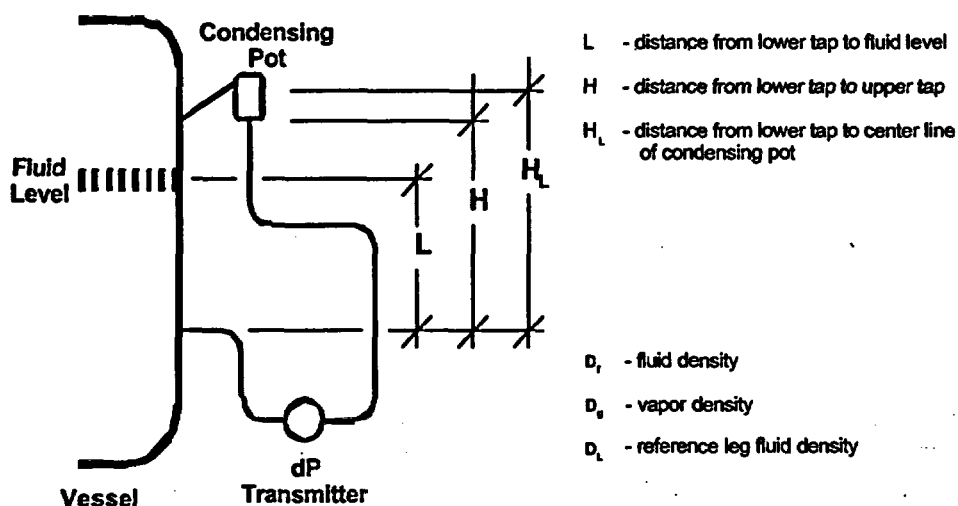 Condensing
Pot
Fluid
Level
L
H
H_L
dP
Transmitter
Vessel
L - distance from lower tap to fluid level
H - distance from lower tap to upper tap
H_L - distance from lower tap to center line
of condensing pot
D_f - fluid density
D_g - vapor density
D_L - reference leg fluid density